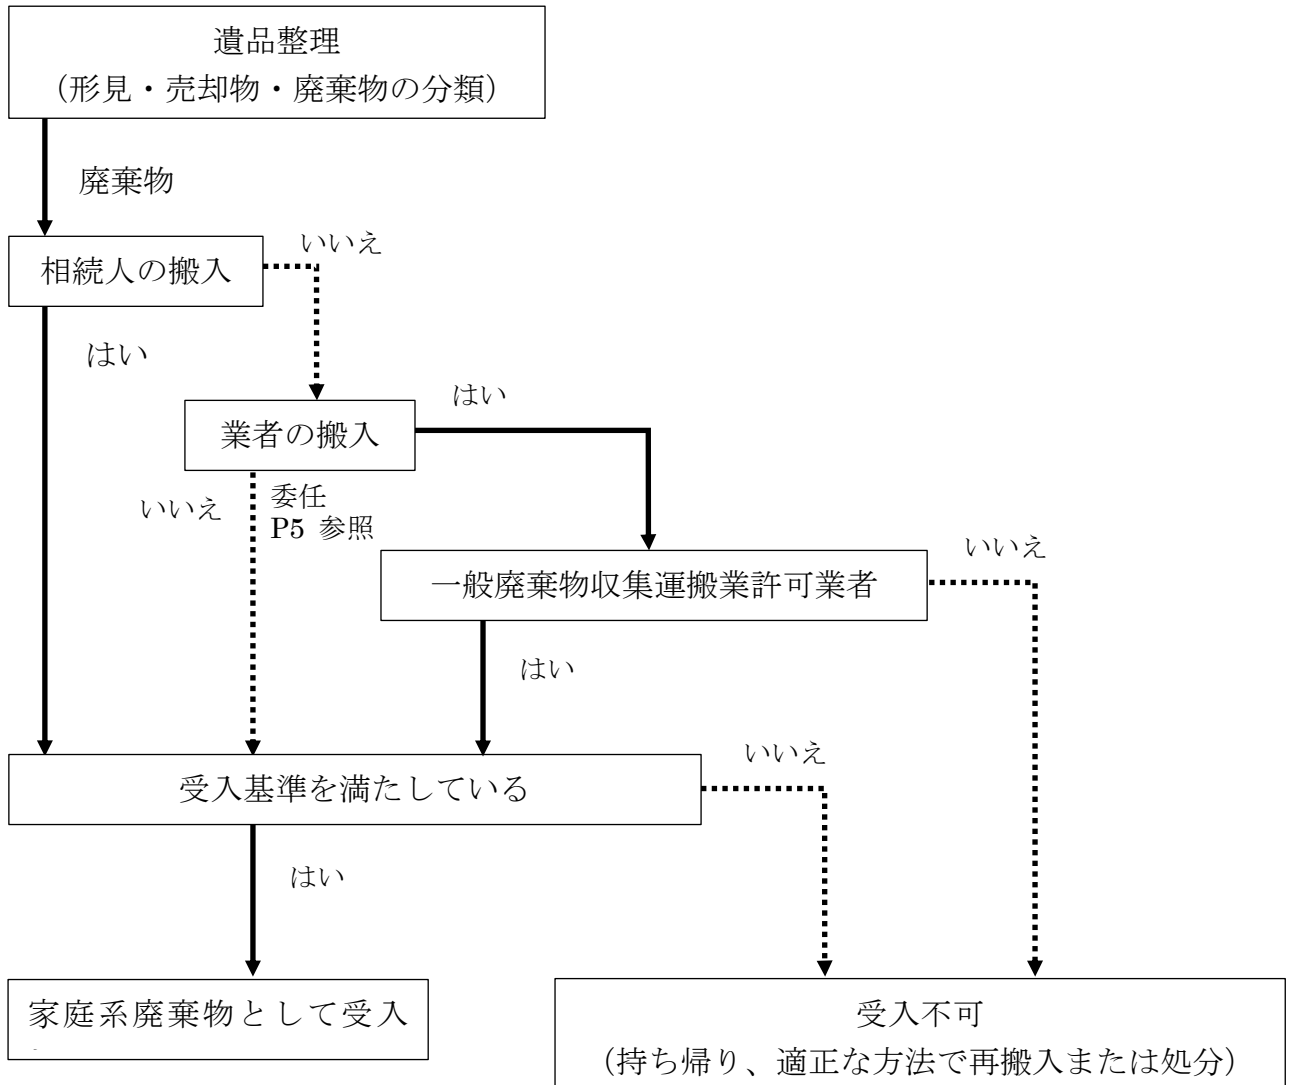 遺品整理
（形見・売却物・廃棄物の分類）
廃棄物
いいえ
相続人の搬入
はい
はい
業者の搬入
いいえ
委任
P5 参照
いいえ
一般廃棄物収集運搬業許可業者
はい
いいえ
受入基準を満たしている
はい
家庭系廃棄物として受入
受入不可
（持ち帰り、適正な方法で再搬入または処分）